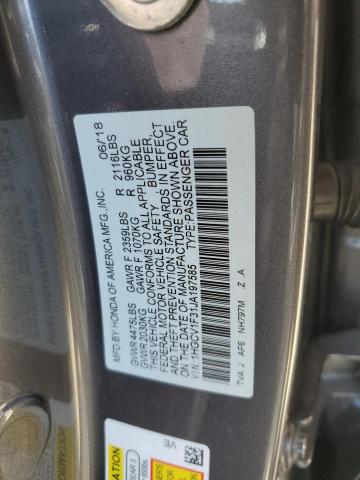 MFD. BY HONDA OF AMERICA MFG.,INC. 06/18
GVWR 4475LBS GAWR F 2359LBS R 2116LBS
GVWR 2030KG GAWR F 1070KG R 960KG
THIS VEHICLE CONFORMS TO ALL APPLICABLE
FEDERAL MOTOR VEHICLE SAFETY, BUMPER,
AND THEFT PREVENTION STANDARDS IN EFFECT
ON THE DATE OF MANUFACTURE SHOWN ABOVE.
V.I.N: 1HGCV1F31JA197585 TYPE:PASSENGER CAR
TVA J AF6 NH797M Z A